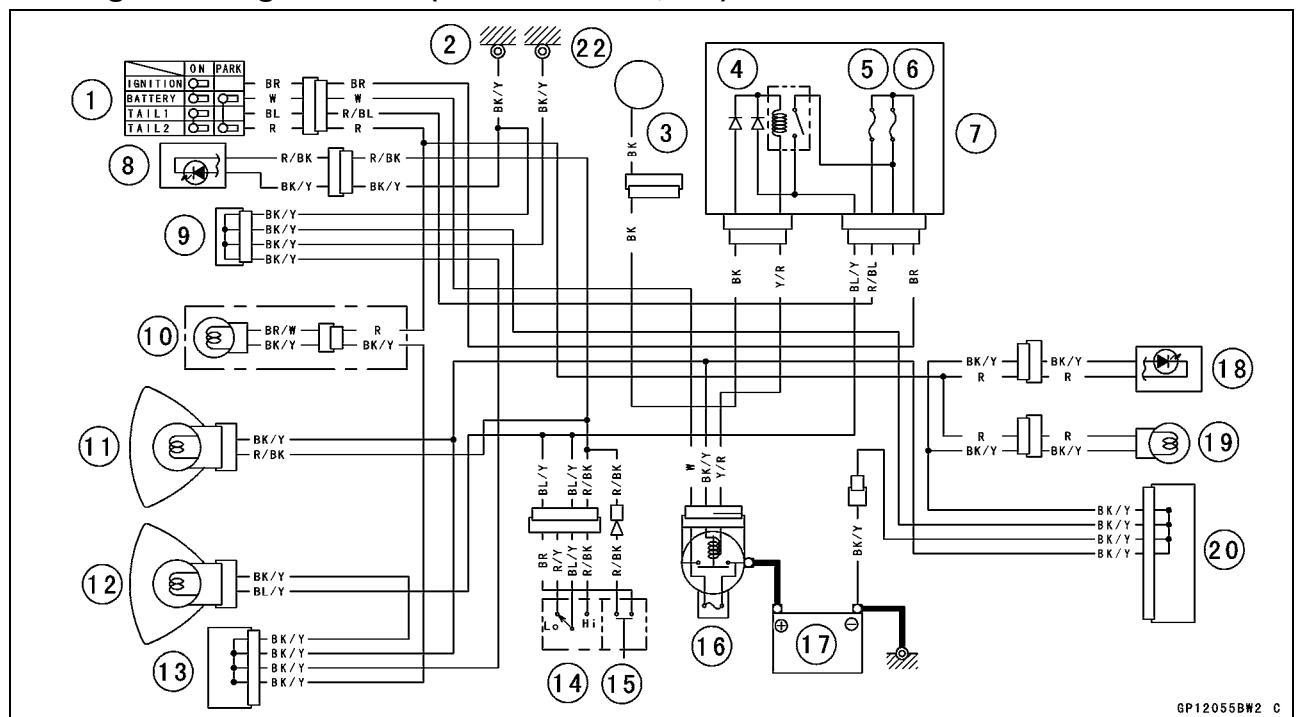 ON PARK
IGNITION
BATTERY
TAIL1
TAIL2
BR BR
W W
BL R/BL
R R
1
2
22
BK/Y
BK/Y
3
BK
BK
4
5
6
7
8
R/BK R/BK
BK/Y BK/Y
9
BK/Y
BK/Y
BK/Y
BK/Y
BK
Y/R
BL/Y
R/BL
BR
10
BR/W R
BK/Y BK/Y
11
BK/Y
R/BK
12
BK/Y
BL/Y
13
BK/Y
BK/Y
BK/Y
BK/Y
BL/Y
BL/Y
R/BK
R/BK
BR
R/Y
BL/Y
R/BK
R/BK
Lo Hi
14
15
W
BK/Y
Y/R
16
BK/Y
17
18
BK/Y BK/Y
R R
19
R R
BK/Y BK/Y
20
BK/Y
BK/Y
BK/Y
BK/Y
GP12055BW2 C